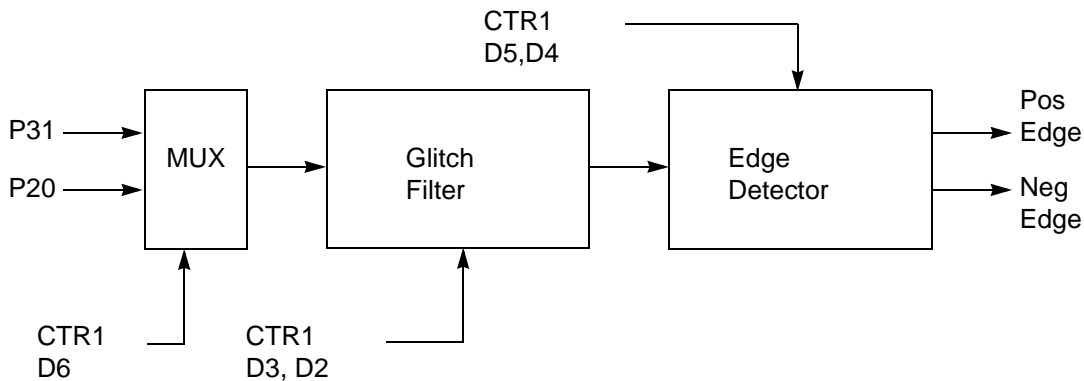 CTR1
D5,D4
P31
P20
MUX
Glitch
Filter
Edge
Detector
Pos
Edge
Neg
Edge
CTR1
D6
CTR1
D3, D2